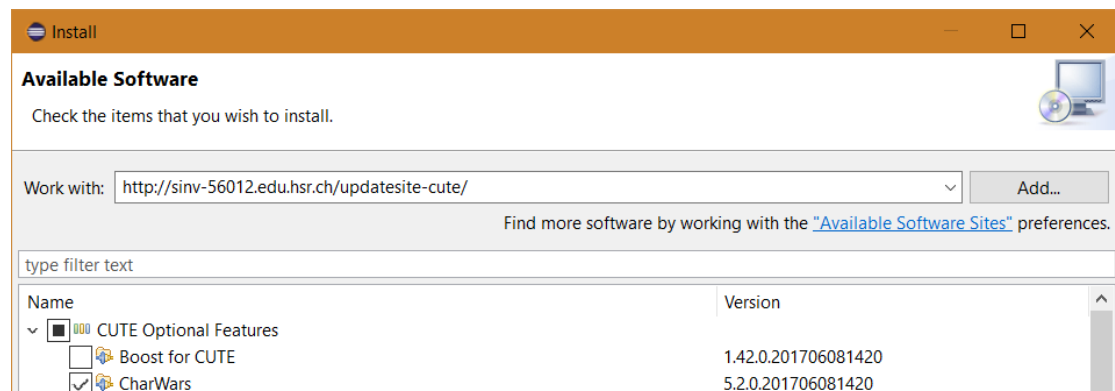 Install
Available Software
Check the items that you wish to install.
Work with: http://sinv-56012.edu.hsr.ch/updatesite-cute/ Add...
Find more software by working with the "Available Software Sites" preferences.
type filter text
Name Version
CUTE Optional Features
Boost for CUTE 1.42.0.201706081420
CharWars 5.2.0.201706081420